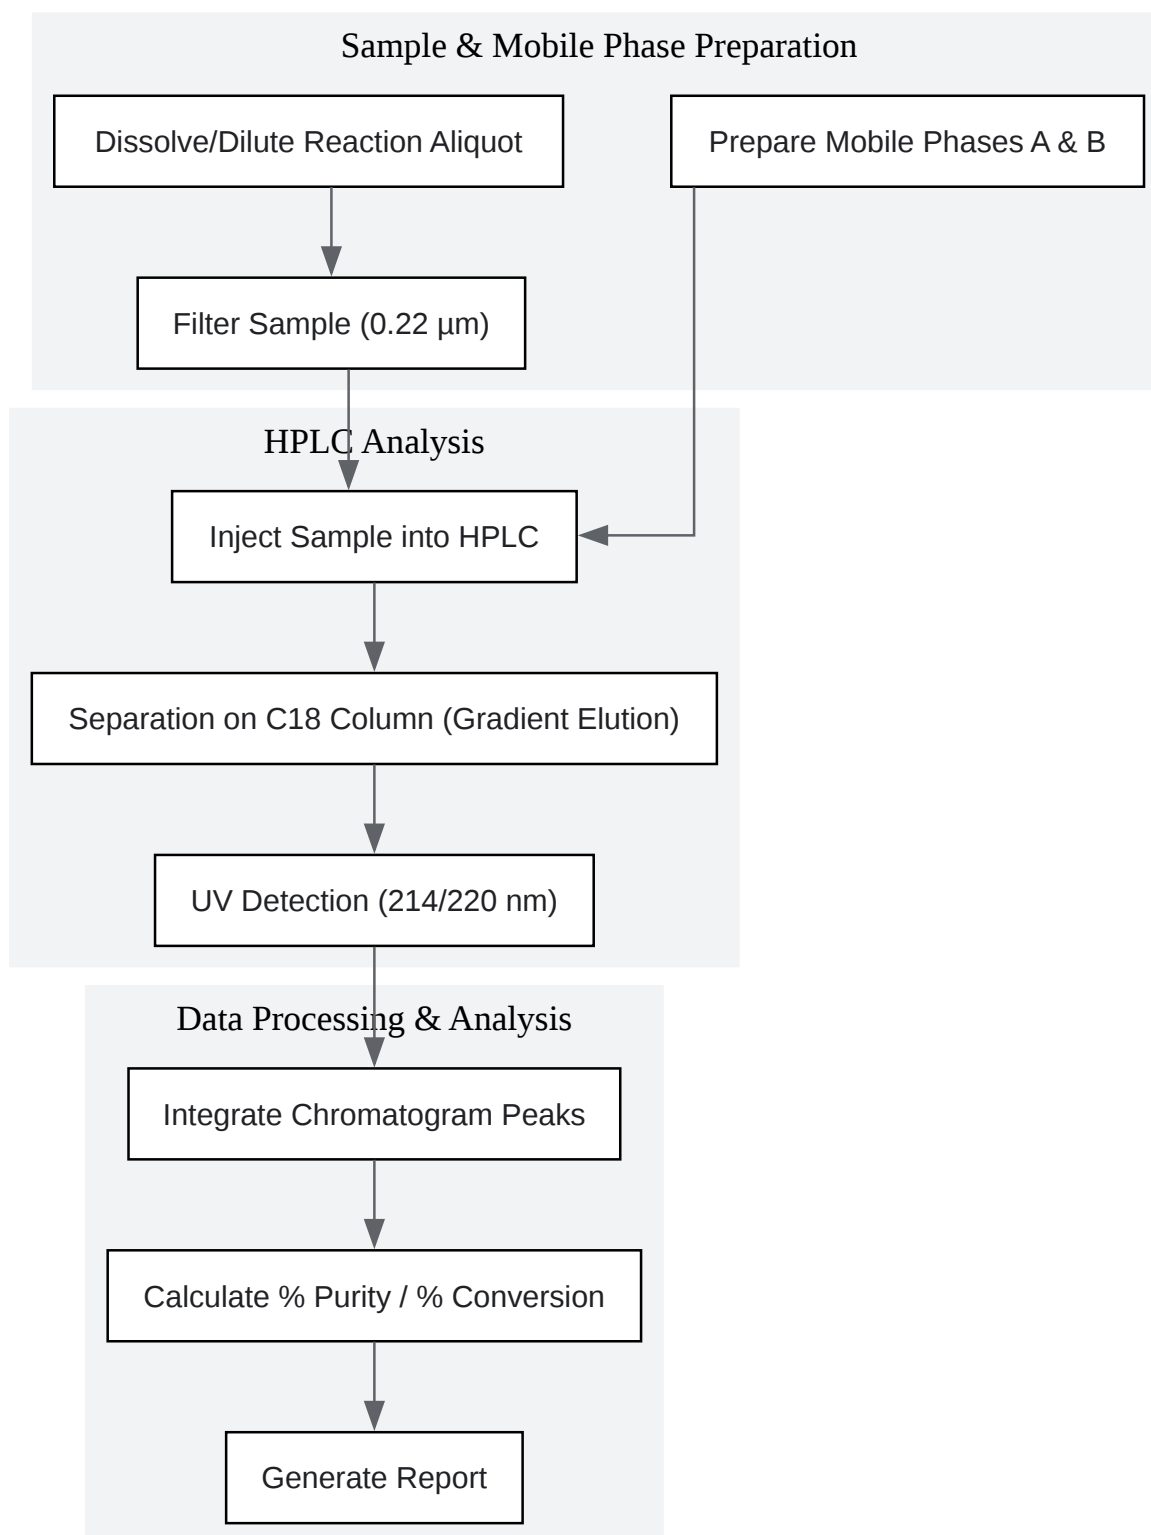 Sample & Mobile Phase Preparation
Dissolve/Dilute Reaction Aliquot
Prepare Mobile Phases A & B
Filter Sample (0.22 µm)
HPLC Analysis
Inject Sample into HPLC
Separation on C18 Column (Gradient Elution)
UV Detection (214/220 nm)
Data Processing & Analysis
Integrate Chromatogram Peaks
Calculate % Purity / % Conversion
Generate Report